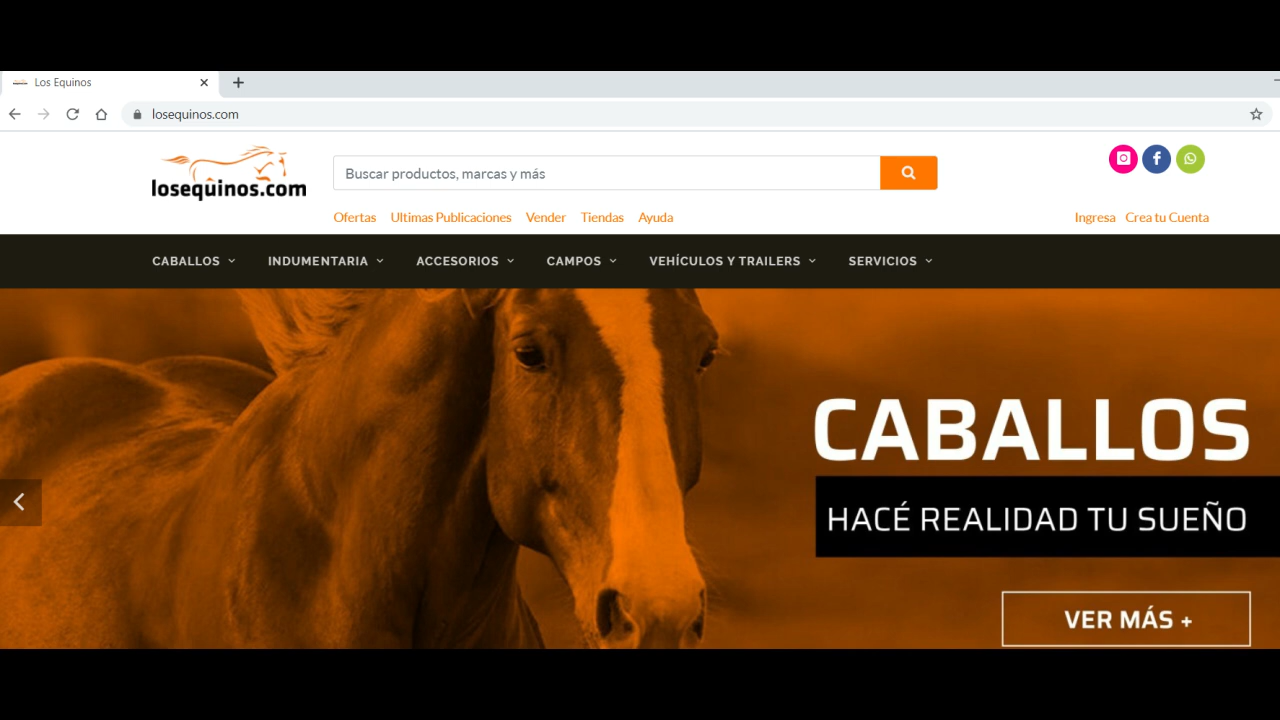 Los Equinos
losequinos.com
losequinos.com
Buscar productos, marcas y más
Ofertas Ultimas Publicaciones Vender Tiendas Ayuda
Ingresa Crea tu Cuenta
CABALLOS INDUMENTARIA ACCESORIOS CAMPOS VEHÍCULOS Y TRAILERS SERVICIOS
CABALLOS
HACÉ REALIDAD TU SUEÑO
VER MÁS +